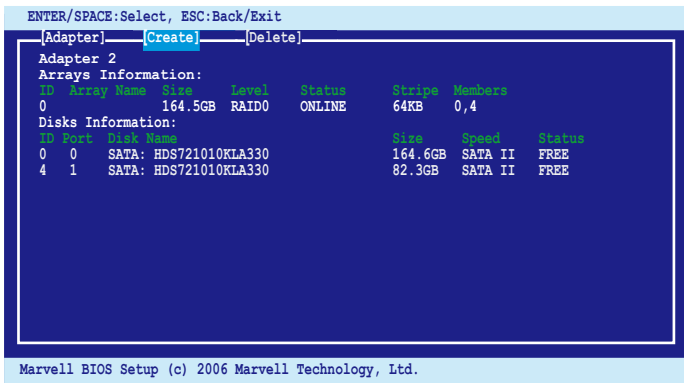 ENTER/SPACE:Select, ESC:Back/Exit
[Adapter] [Create] [Delete]
Adapter 2
Arrays Information:
ID Array Name Size Level Status Stripe Members
0 164.5GB RAID0 ONLINE 64KB 0,4
Disks Information:
ID Port Disk Name Size Speed Status
0 0 SATA: HDS721010KLA330 164.6GB SATA II FREE
4 1 SATA: HDS721010KLA330 82.3GB SATA II FREE
Marvell BIOS Setup (c) 2006 Marvell Technology, Ltd.